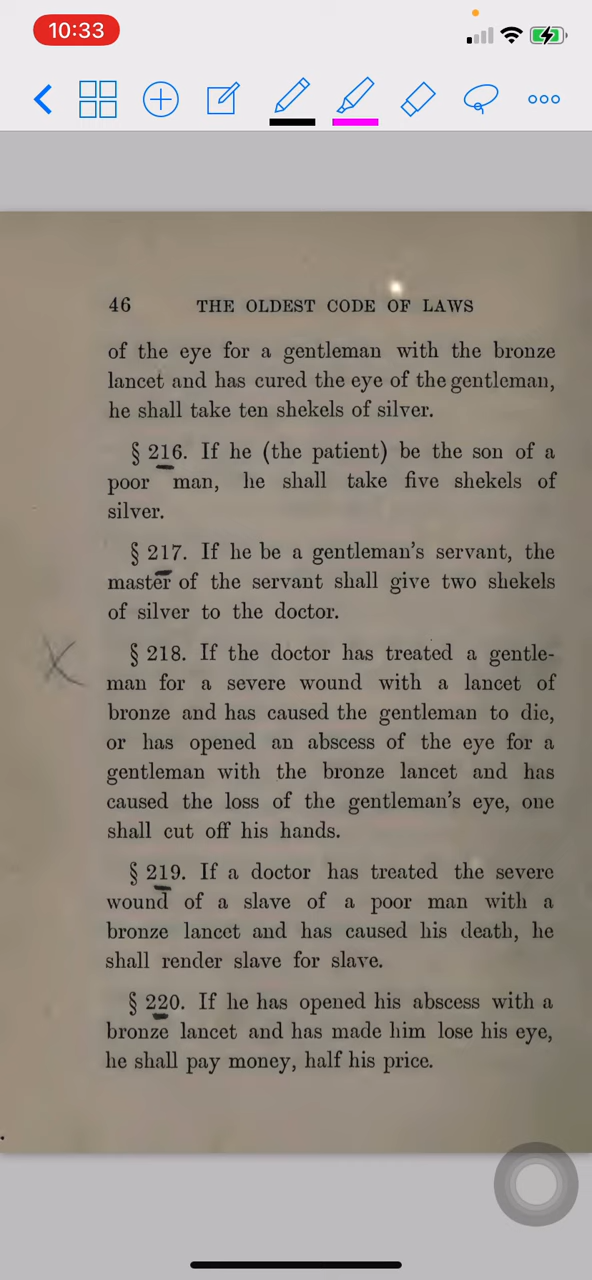 10:33
46 THE OLDEST CODE OF LAWS
of the eye for a gentleman with the bronze
lancet and has cured the eye of the gentleman,
he shall take ten shekels of silver.
§ 216. If he (the patient) be the son of a
poor man, he shall take five shekels of
silver.
§ 217. If he be a gentleman's servant, the
master of the servant shall give two shekels
of silver to the doctor.
§ 218. If the doctor has treated a gentle-
man for a severe wound with a lancet of
bronze and has caused the gentleman to die,
or has opened an abscess of the eye for a
gentleman with the bronze lancet and has
caused the loss of the gentleman's eye, one
shall cut off his hands.
§ 219. If a doctor has treated the severe
wound of a slave of a poor man with a
bronze lancet and has caused his death, he
shall render slave for slave.
§ 220. If he has opened his abscess with a
bronze lancet and has made him lose his eye,
he shall pay money, half his price.